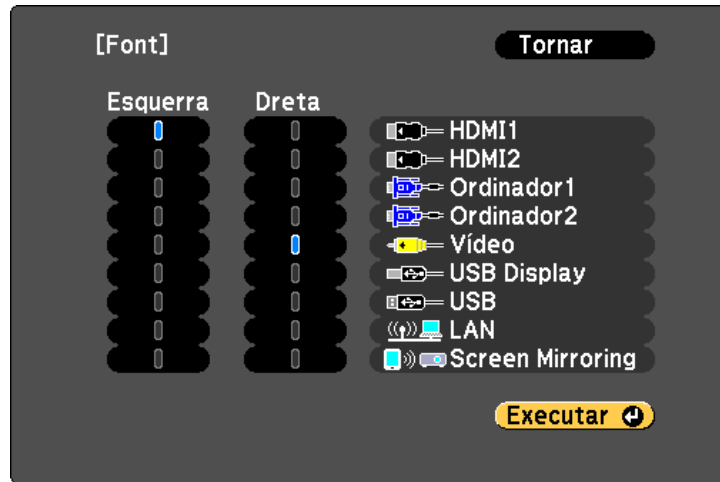 [Font]
Tornar
Esquerra Dreta
HDMI1
HDMI2
Ordinador1
Ordinador2
Vídeo
USB Display
USB
LAN
Screen Mirroring
Executar